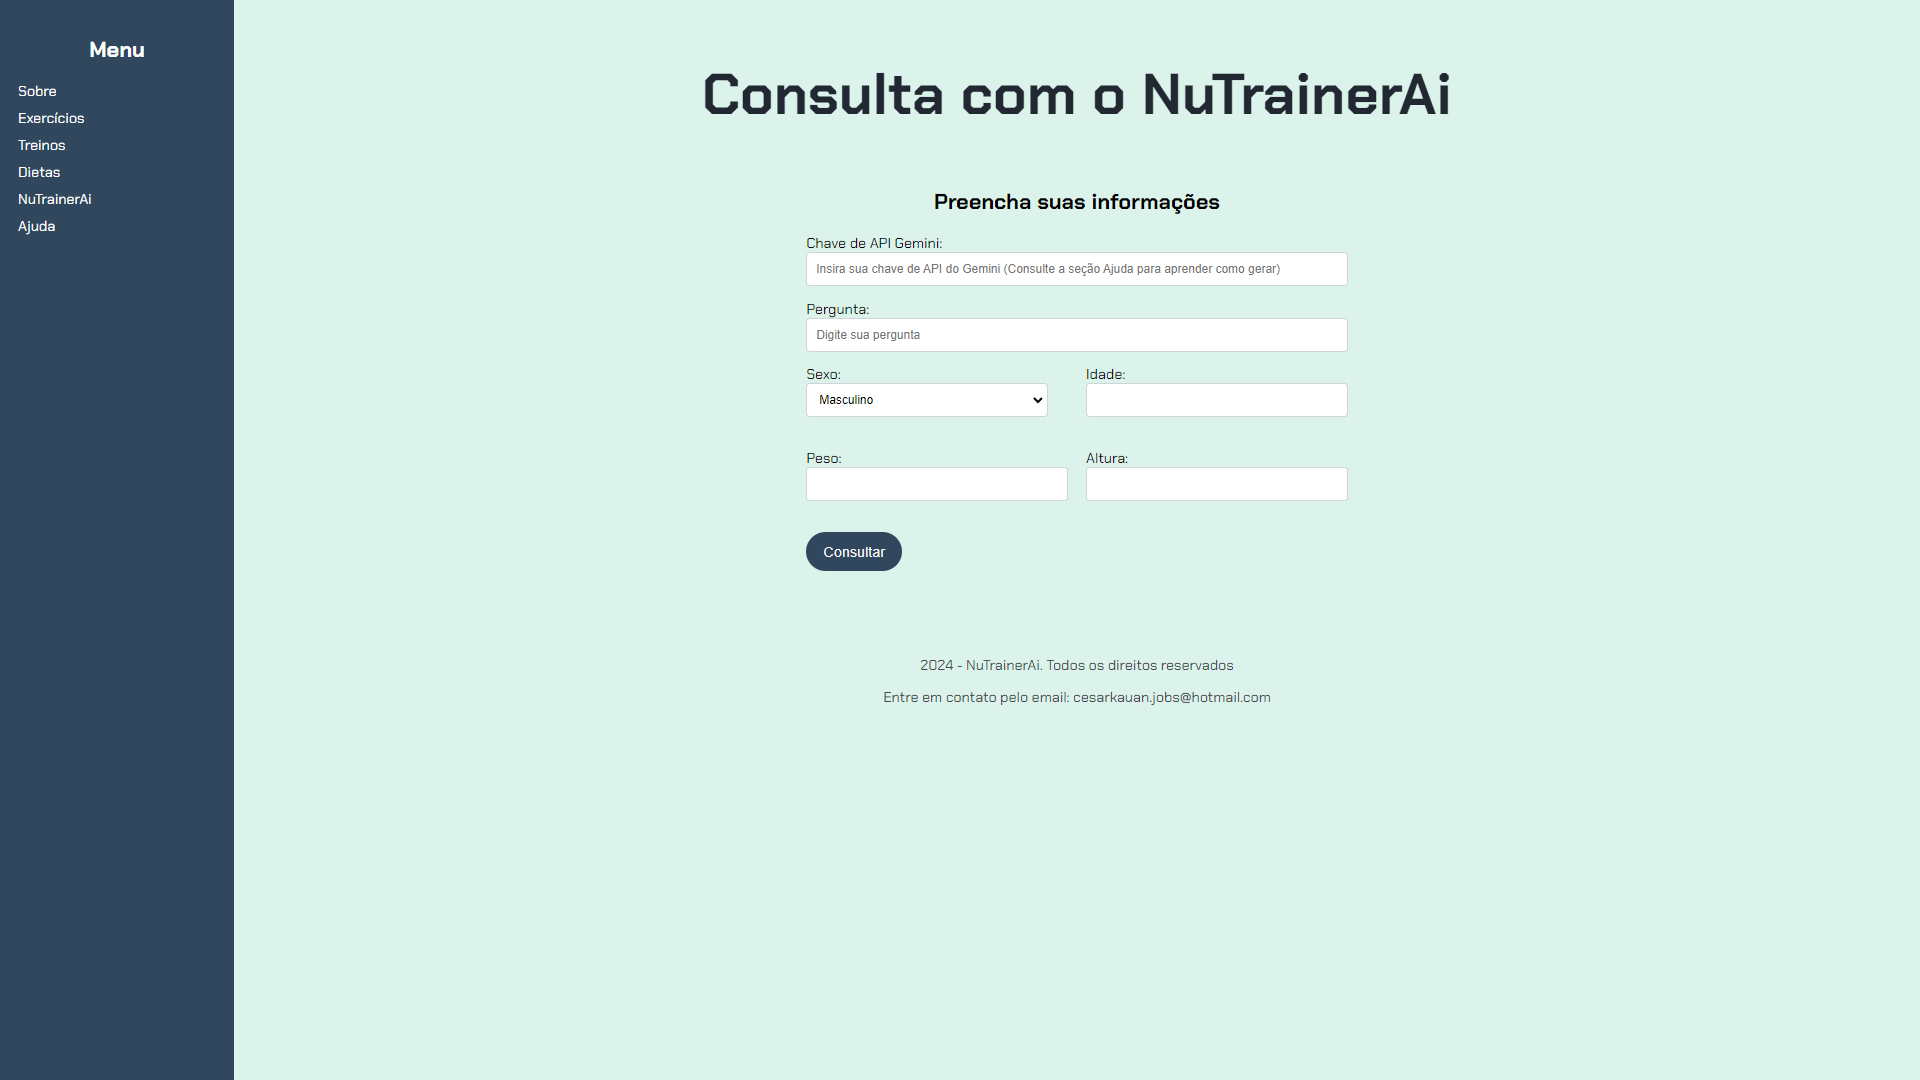 Menu
Sobre
Exercícios
Treinos
Dietas
NuTrainerAi
Ajuda
Consulta com o NuTrainerAi
Preencha suas informações
Chave de API Gemini:
Insira sua chave de API do Gemini (Consulte a seção Ajuda para aprender como gerar)
Pergunta:
Digite sua pergunta
Sexo:
Idade:
Masculino
Peso:
Altura:
Consultar
2024 - NuTrainerAi. Todos os direitos reservados
Entre em contato pelo email: cesarkauan.jobs@hotmail.com